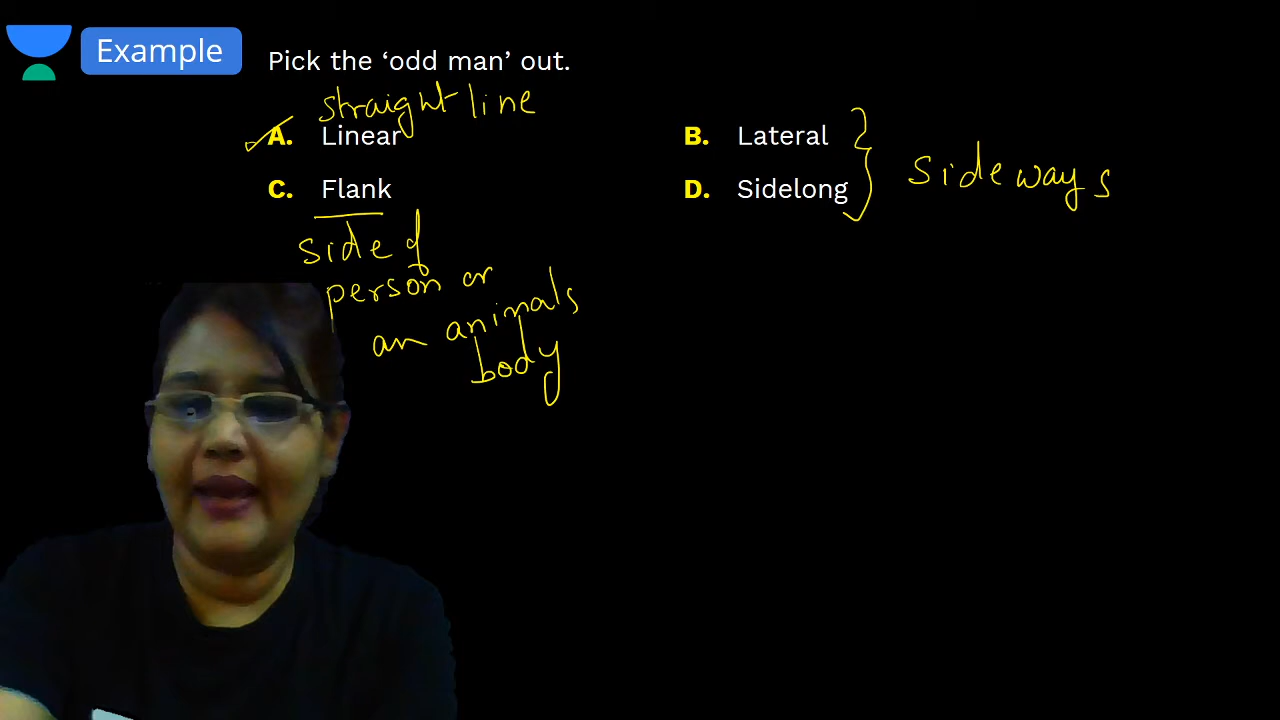 Example
Pick the ‘odd man’ out.
straight line
A. Linear
B. Lateral
C. Flank
D. Sidelong
sideways
side of
person or
an animals
body